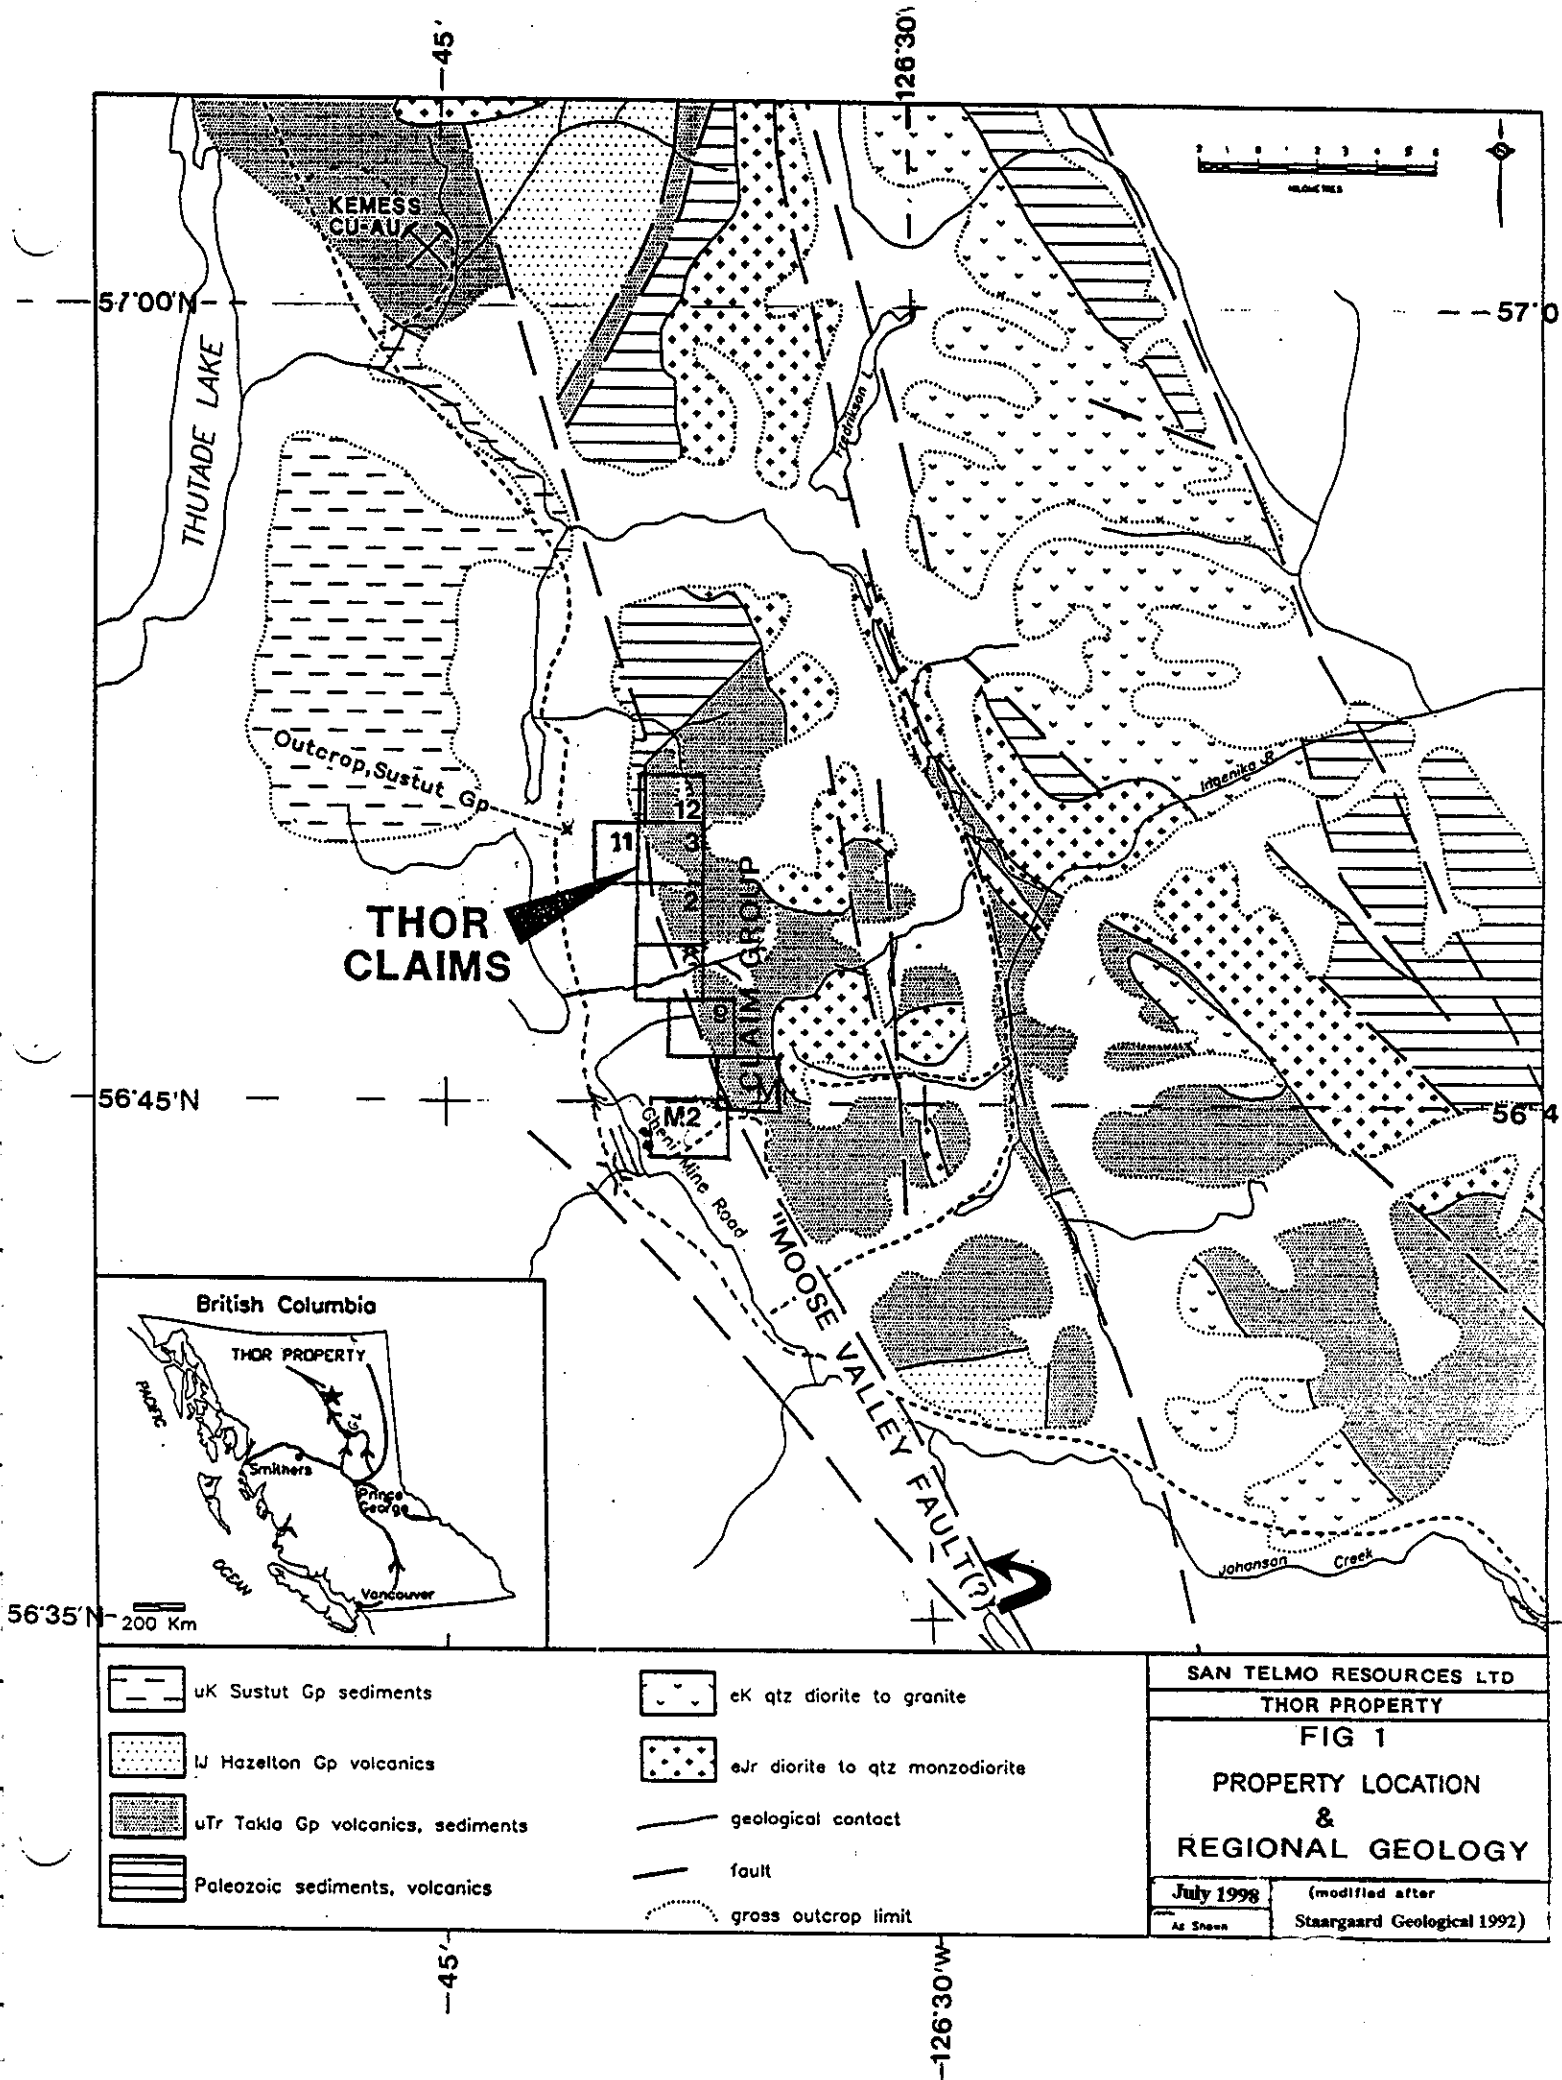 45'
126°30'
KEMESS
CU-AU
57°00'N
57°0
THUTADE LAKE
Fredrikson L.
KILOMETRES
Outcrop, Sustut Gp
12
11
3
2
THOR
CLAIMS
CLAIM GROUP
Ingenika R.
56°45'N
56°4
M2
Mine Road
"MOOSE VALLEY FAULT(?)
Johanson Creek
British Columbia
THOR PROPERTY
PACIFIC
OCEAN
Smithers
Prince
George
Vancouver
200 Km
56°35'N
uK Sustut Gp sediments
lJ Hazelton Gp volcanics
uTr Takla Gp volcanics, sediments
Paleozoic sediments, volcanics
eK qtz diorite to granite
eJr diorite to qtz monzodiorite
geological contact
fault
gross outcrop limit
SAN TELMO RESOURCES LTD
THOR PROPERTY
FIG 1
PROPERTY LOCATION
&
REGIONAL GEOLOGY
July 1998
As Shown
(modified after
Staargaard Geological 1992)
45'
126°30'W